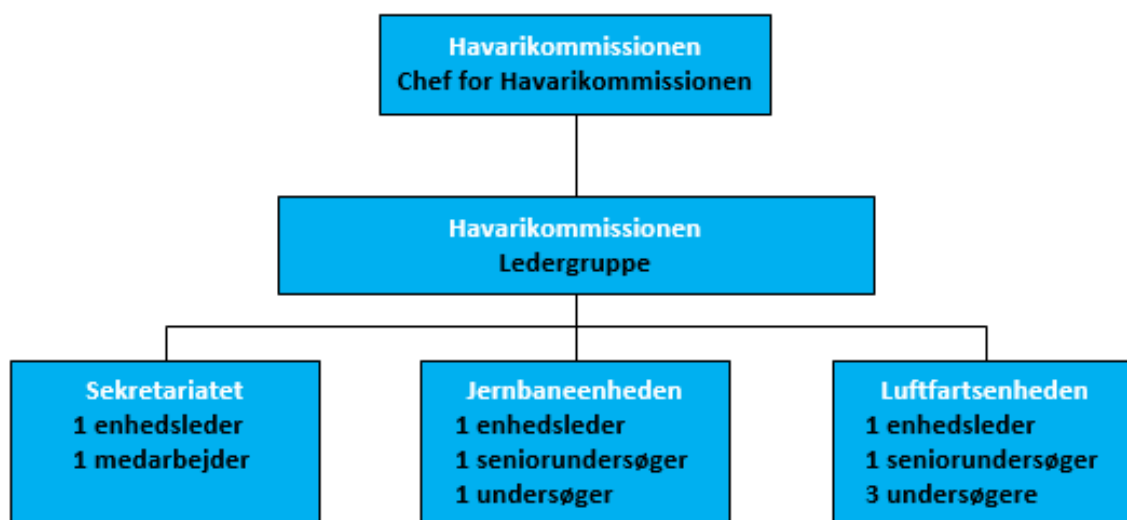 Havarikommissionen
Chef for Havarikommissionen
Havarikommissionen
Ledergruppe
Sekretariatet
1 enhedsleder
1 medarbejder
Jernbaneenheden
1 enhedsleder
1 seniorundersøger
1 undersøger
Luftfartsenheden
1 enhedsleder
1 seniorundersøger
3 undersøgere